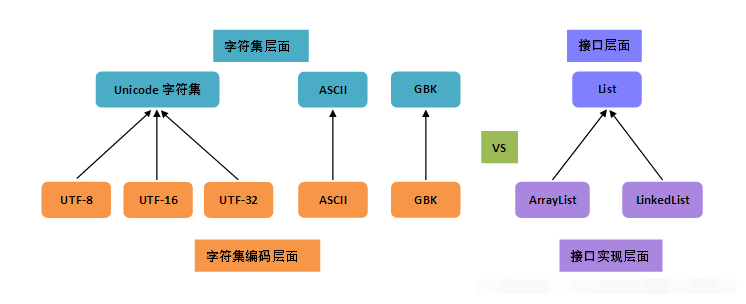 字符集层面
接口层面
Unicode 字符集
ASCII
GBK
List
VS
UTF-8
UTF-16
UTF-32
ASCII
GBK
ArrayList
LinkedList
字符集编码层面
接口实现层面